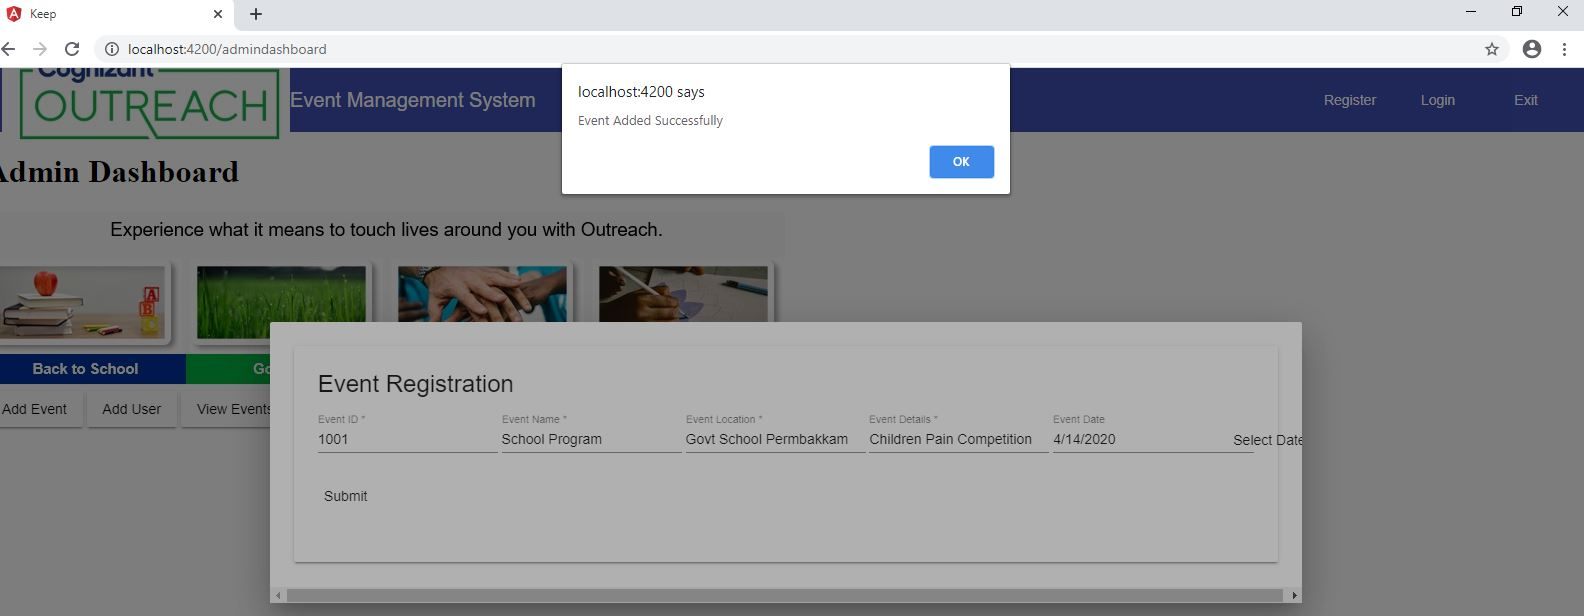 Keep
localhost:4200/admindashboard
Cognizant
OUTREACH
Event Management System
Register Login Exit
localhost:4200 says
Event Added Successfully
OK
Admin Dashboard
Experience what it means to touch lives around you with Outreach.
A
B
C
Back to School
Go
Add Event Add User View Events
Event Registration
Event ID * Event Name * Event Location * Event Details * Event Date
1001 School Program Govt School Permbakkam Children Pain Competition 4/14/2020 Select Date
Submit